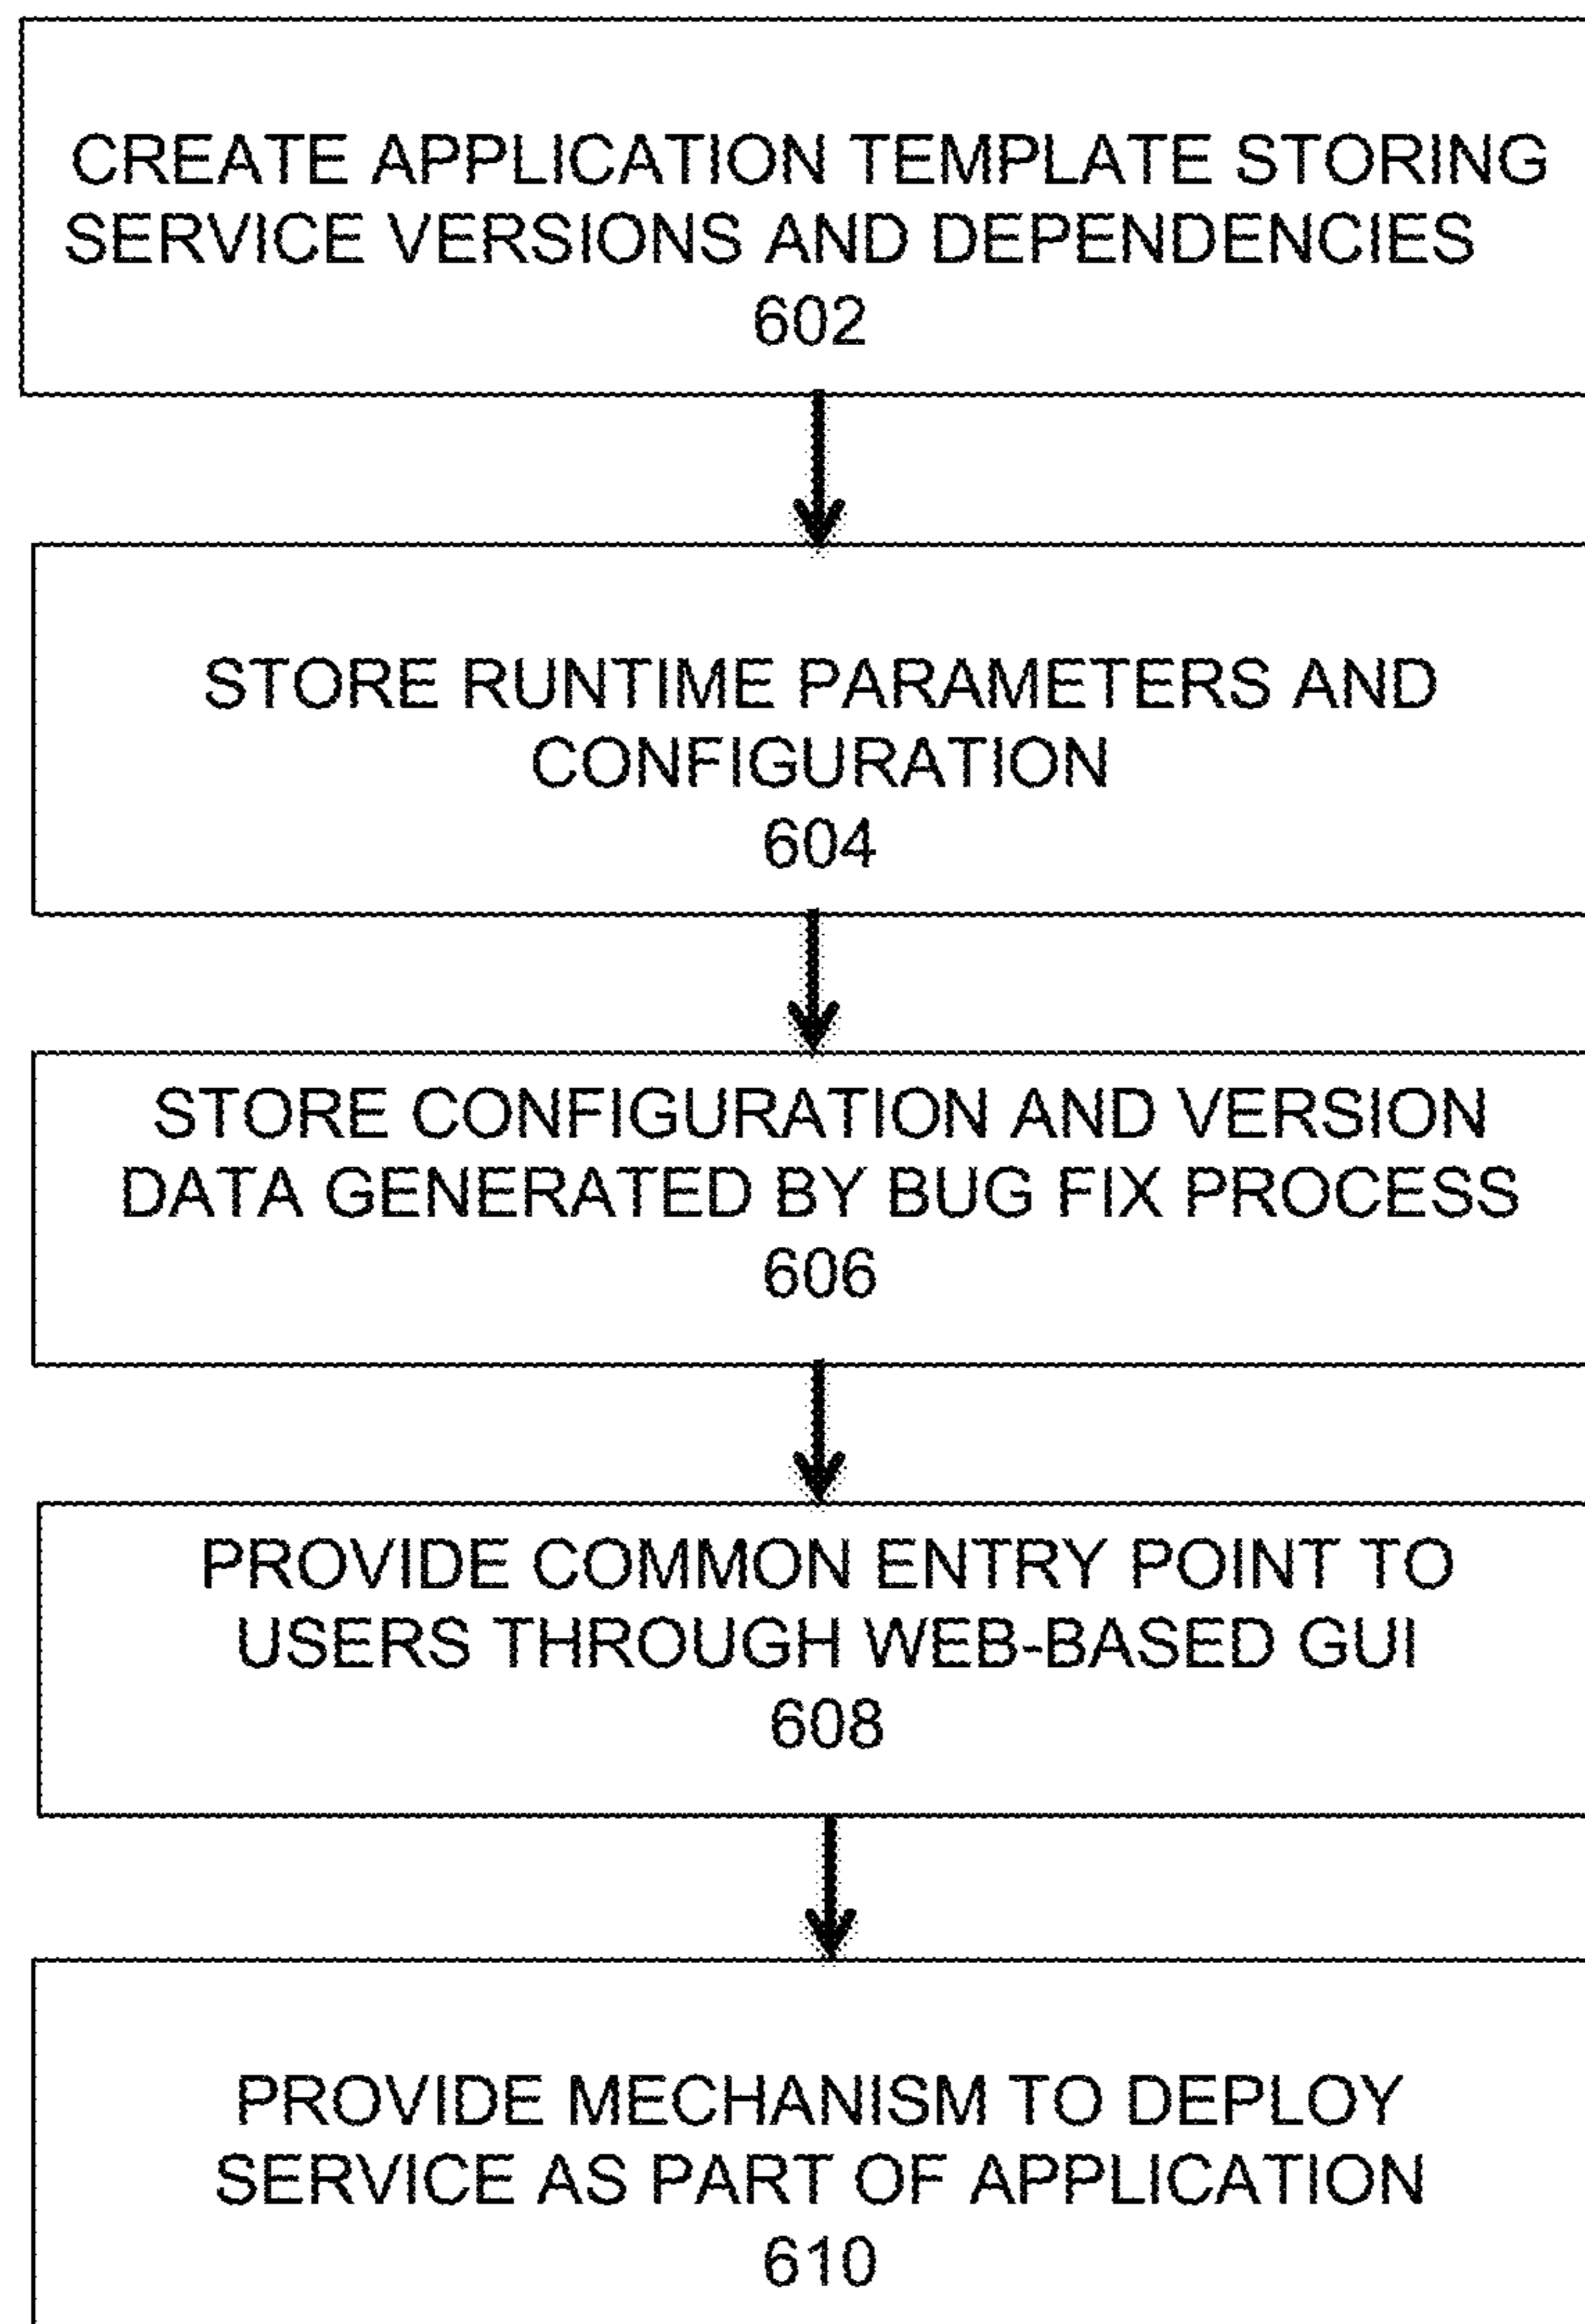 CREATE APPLICATION TEMPLATE STORING
SERVICE VERSIONS AND DEPENDENCIES
602
STORE RUNTIME PARAMETERS AND
CONFIGURATION
604
STORE CONFIGURATION AND VERSION
DATA GENERATED BY BUG FIX PROCESS
606
PROVIDE COMMON ENTRY POINT TO
USERS THROUGH WEB-BASED GUI
608
PROVIDE MECHANISM TO DEPLOY
SERVICE AS PART OF APPLICATION
610